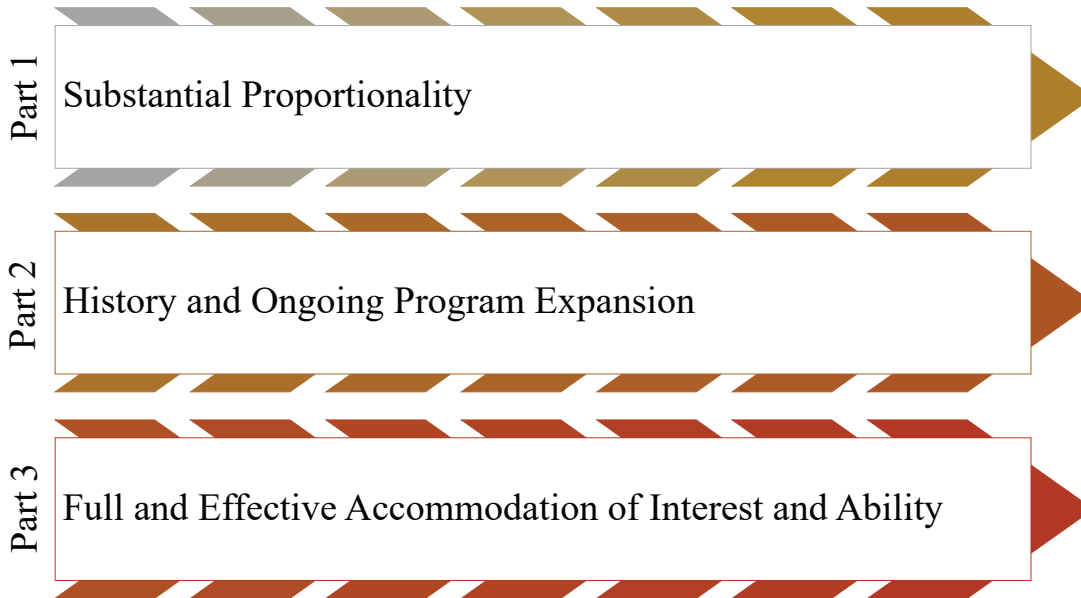 Part 1
Substantial Proportionality
Part 2
History and Ongoing Program Expansion
Part 3
Full and Effective Accommodation of Interest and Ability